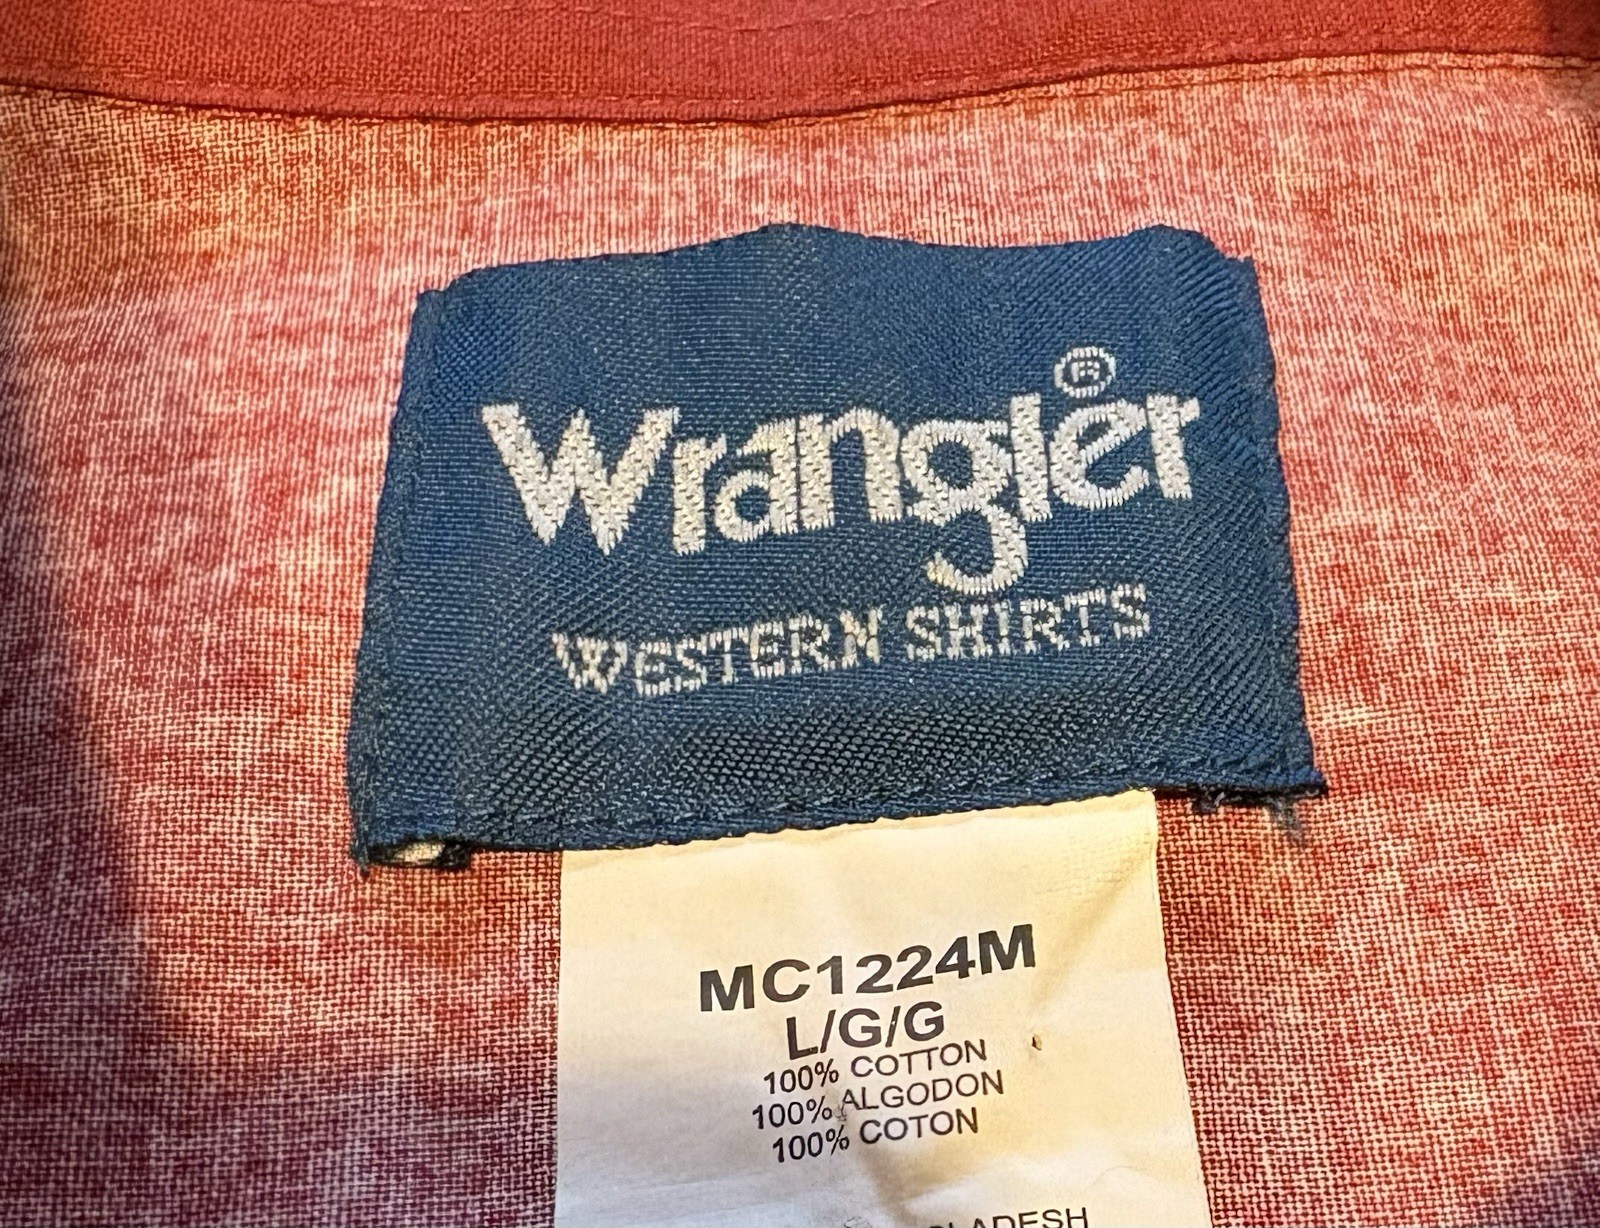 Wrangler®
WESTERN SHIRTS
MC1224M
L/G/G
100% COTTON
100% ALGODON
100% COTON